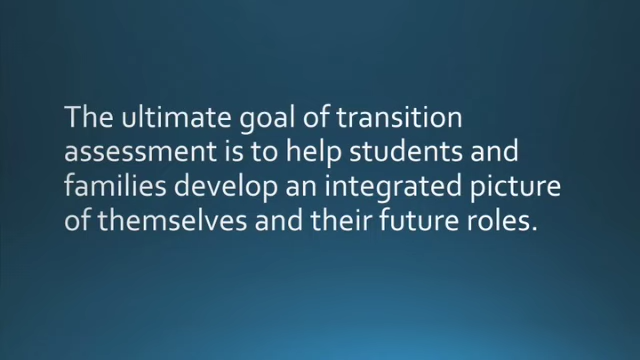 The ultimate goal of transition
assessment is to help students and
families develop an integrated picture
of themselves and their future roles.